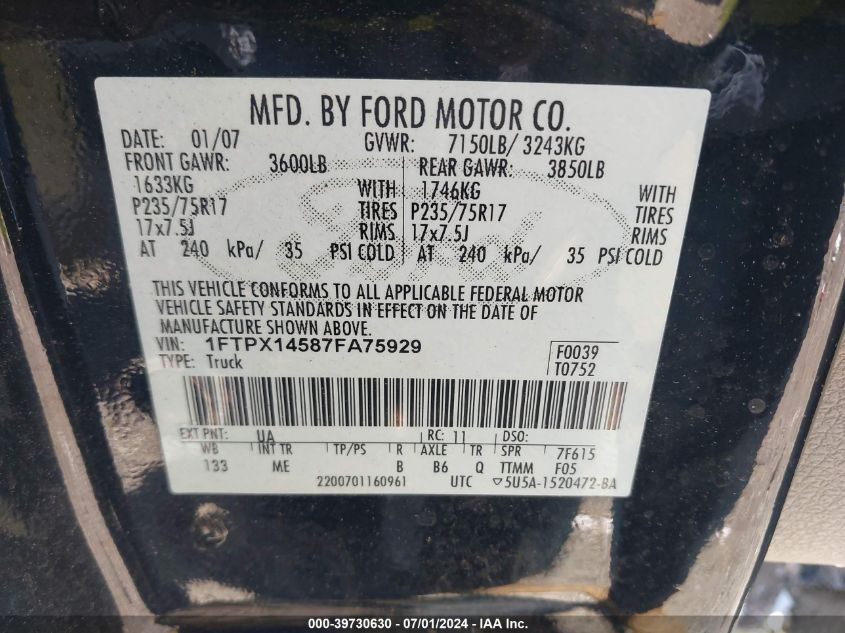 MFD. BY FORD MOTOR CO.
DATE: 01/07 GVWR: 7150LB/ 3243KG
FRONT GAWR: 3600LB REAR GAWR: 3850LB
1633KG WITH 1746KG WITH
P235/75R17 TIRES P235/75R17 TIRES
17x7.5J RIMS 17x7.5J RIMS
AT 240 kPa/ 35 PSI COLD AT 240 kPa/ 35 PSI COLD
THIS VEHICLE CONFORMS TO ALL APPLICABLE FEDERAL MOTOR
VEHICLE SAFETY STANDARDS IN EFFECT ON THE DATE OF
MANUFACTURE SHOWN ABOVE.
VIN: 1FTPX14587FA75929 F0039
TYPE: Truck T0752
EXT PNT: UA RC: 11 DSO:
WB INT TR TP/PS R AXLE TR SPR 7F615
133 ME B B6 Q TTMM F05
2200701160961 UTC ▽5U5A-1520472-BA
Ford
000-39730630 - 07/01/2024 - IAA Inc.